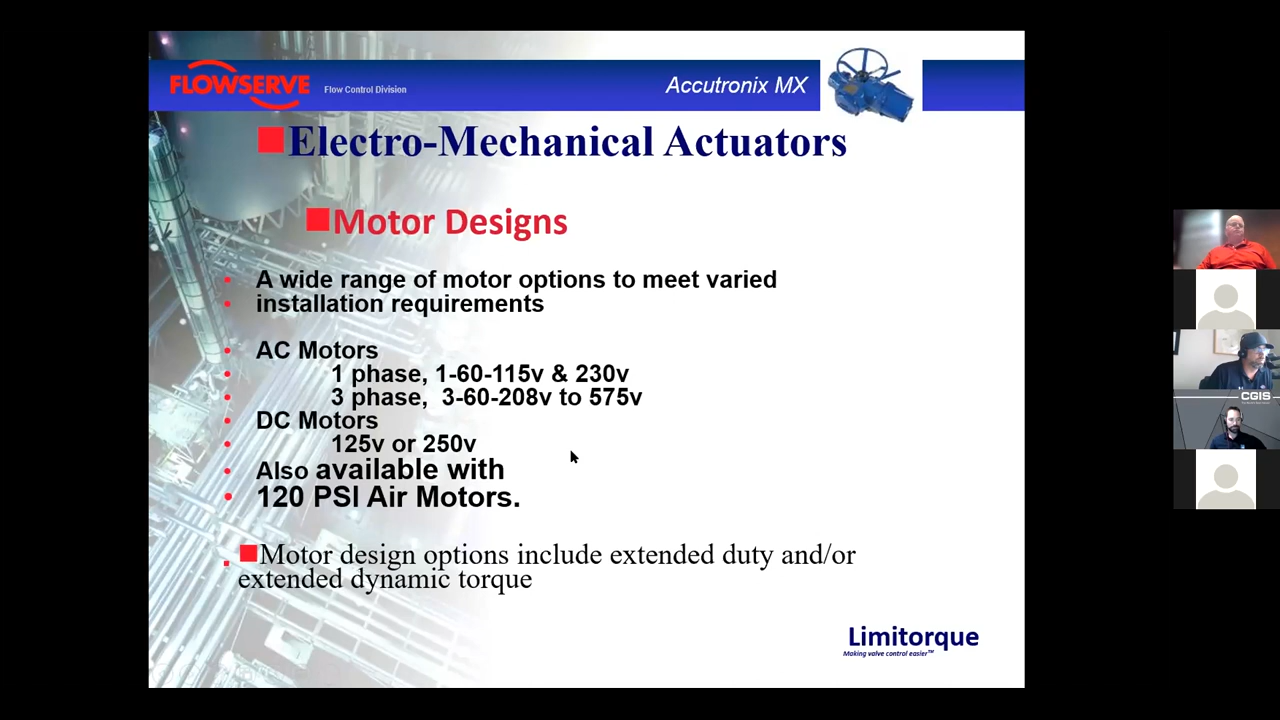 FLOWSERVE
Flow Control Division
Accutronix MX
Electro-Mechanical Actuators
Motor Designs
A wide range of motor options to meet varied
installation requirements
AC Motors
1 phase, 1-60-115v & 230v
3 phase, 3-60-208v to 575v
DC Motors
125v or 250v
Also available with
120 PSI Air Motors.
Motor design options include extended duty and/or
extended dynamic torque
Limitorque
Making valve control easier™
CGIS